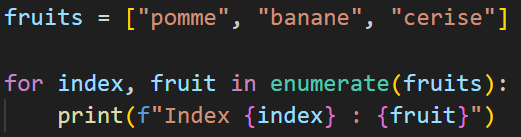 fruits = ["pomme", "banane", "cerise"]
for index, fruit in enumerate(fruits):
    print(f"Index {index} : {fruit}")